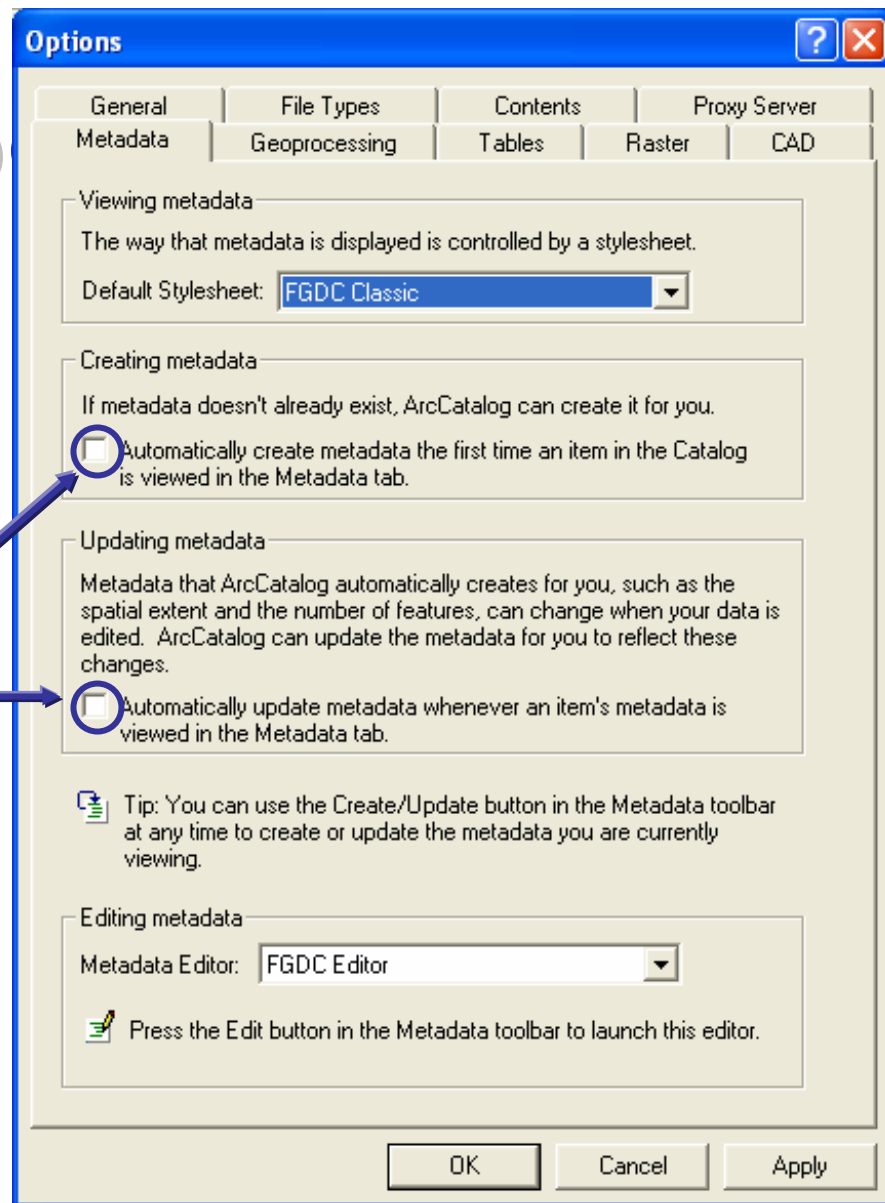 Options
General File Types Contents Proxy Server
Metadata Geoprocessing Tables Raster CAD
Viewing metadata
The way that metadata is displayed is controlled by a stylesheet.
Default Stylesheet: FGDC Classic
Creating metadata
If metadata doesn't already exist, ArcCatalog can create it for you.
Automatically create metadata the first time an item in the Catalog
is viewed in the Metadata tab.
Updating metadata
Metadata that ArcCatalog automatically creates for you, such as the
spatial extent and the number of features, can change when your data is
edited. ArcCatalog can update the metadata for you to reflect these
changes.
Automatically update metadata whenever an item's metadata is
viewed in the Metadata tab.
Tip: You can use the Create/Update button in the Metadata toolbar
at any time to create or update the metadata you are currently
viewing.
Editing metadata
Metadata Editor: FGDC Editor
Press the Edit button in the Metadata toolbar to launch this editor.
OK Cancel Apply